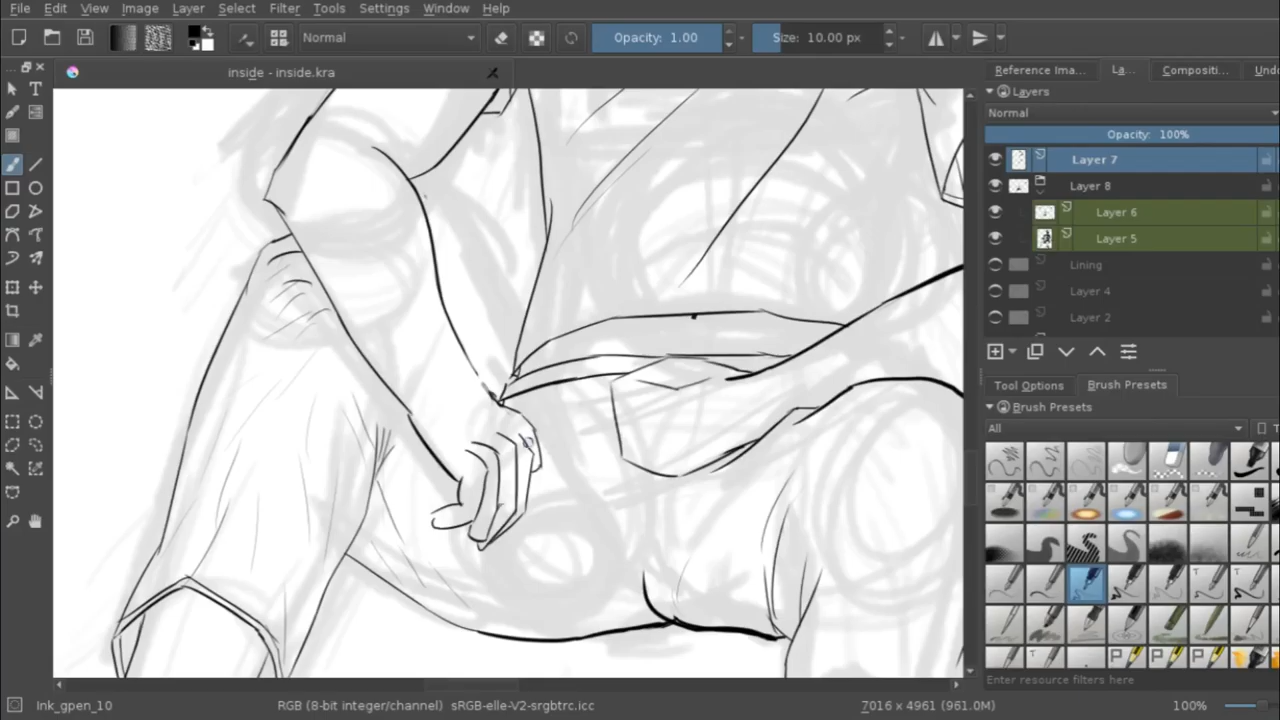 File Edit View Image Layer Select Filter Tools Settings Window Help
Normal Opacity: 1.00 Size: 10.00 px
inside - inside.kra
Reference Ima... La... Compositi... Undo
Layers
Normal
Opacity: 100%
Layer 7
Layer 8
Layer 6
Layer 5
Lining
Layer 4
Layer 2
Tool Options Brush Presets
Brush Presets
All
Enter resource filters here
Ink_gpen_10 RGB (8-bit integer/channel) sRGB-elle-V2-srgbtrc.icc 7016 x 4961 (961.0M) 100%